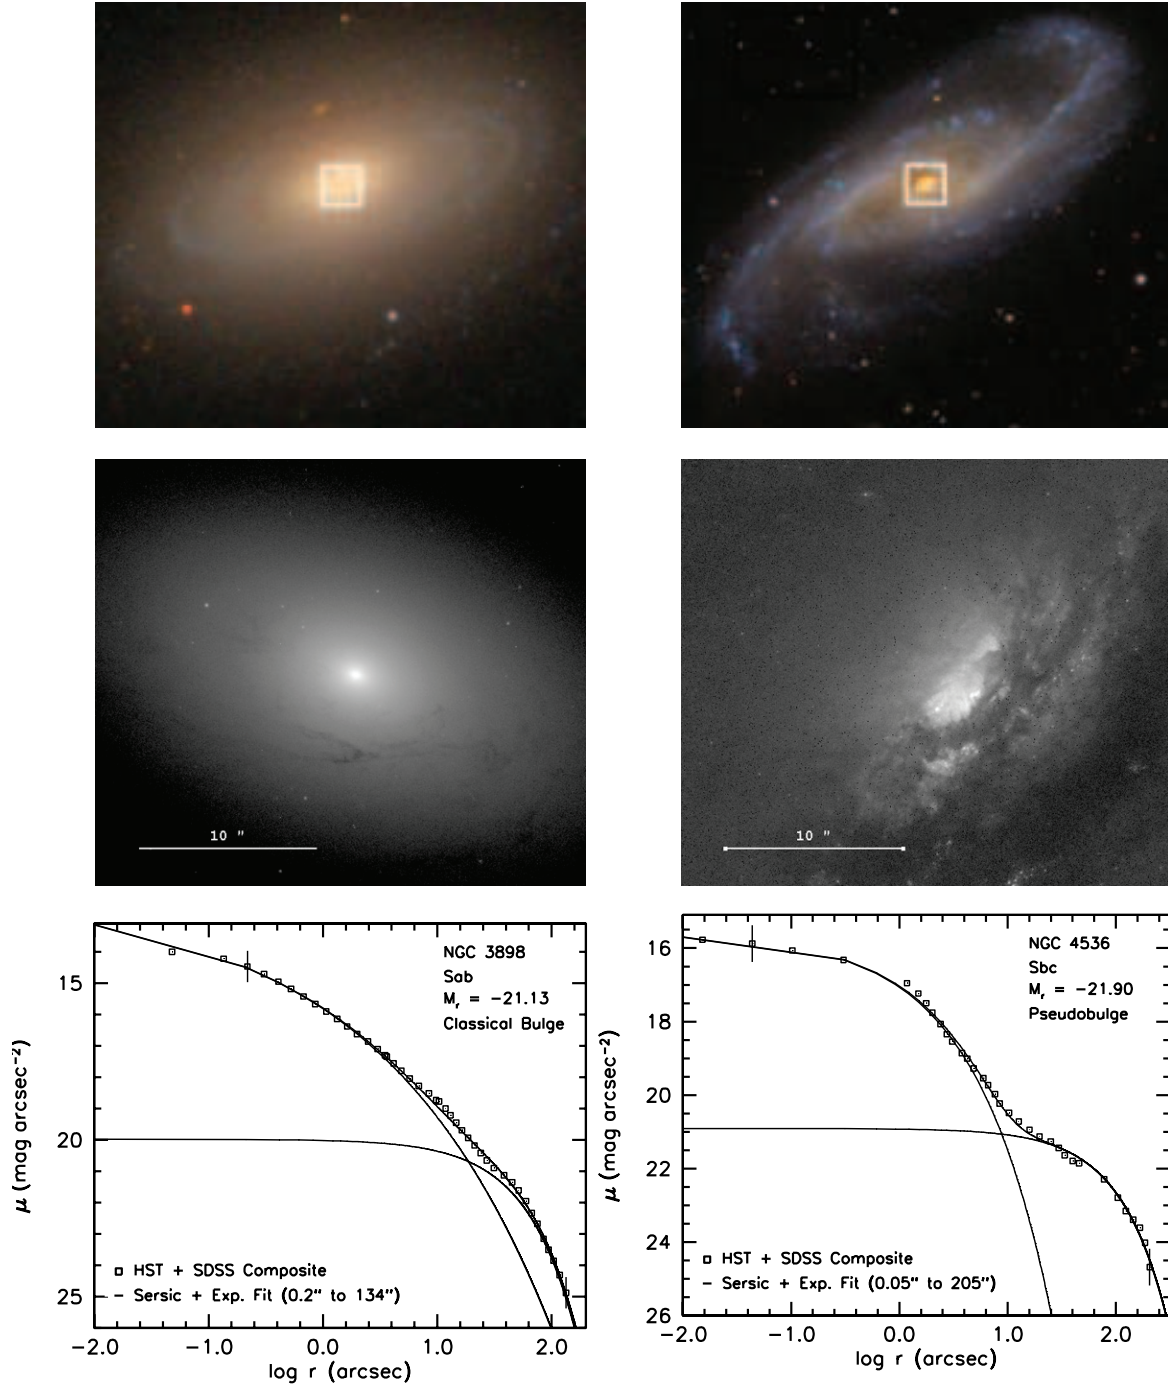 10 "
10 "
NGC 3898
Sab
Mr = -21.13
Classical Bulge
15
20
25
μ (mag arcsec-2)
□ HST + SDSS Composite
- Sersic + Exp. Fit (0.2" to 134")
-2.0 -1.0 0.0 1.0 2.0
log r (arcsec)
NGC 4536
Sbc
Mr = -21.90
Pseudobulge
16
18
20
22
24
26
μ (mag arcsec-2)
□ HST + SDSS Composite
- Sersic + Exp. Fit (0.05" to 205")
-2.0 -1.0 0.0 1.0 2.0
log r (arcsec)